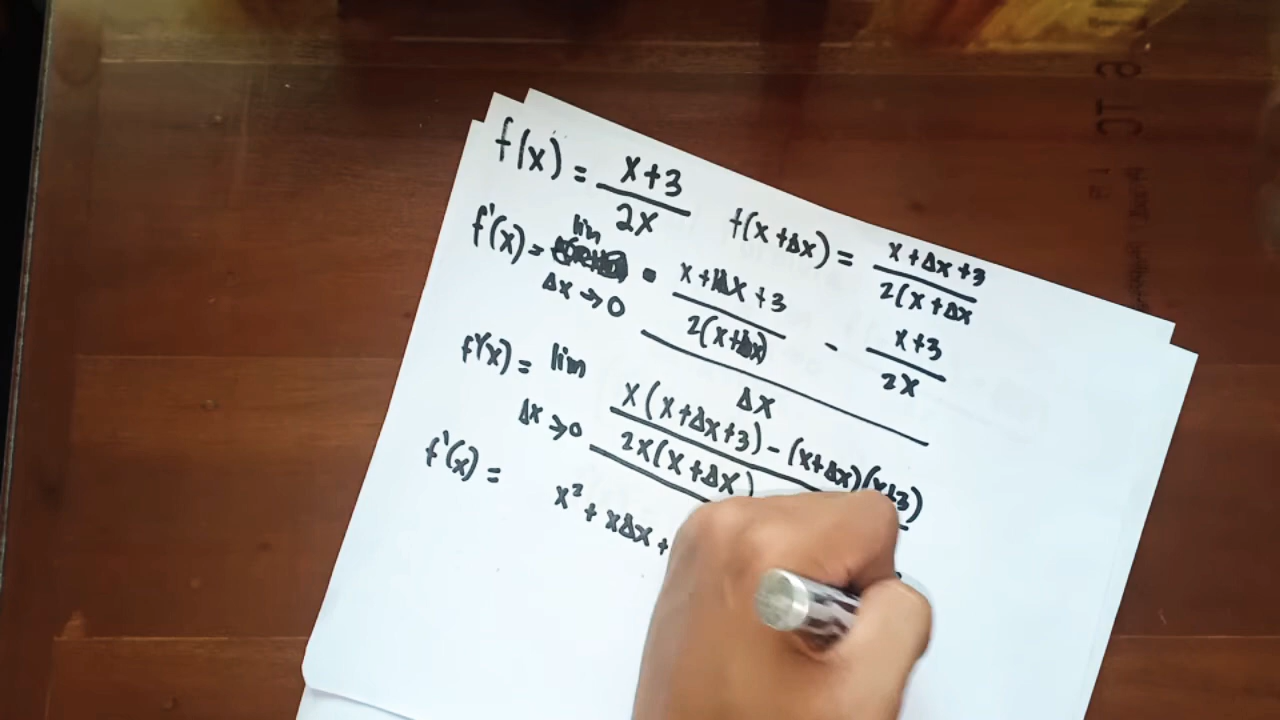 f(x) = x+3 / 2x
f(x+Δx) = x+Δx+3 / 2(x+Δx
f'(x) = lim Δx→0 x+Δx+3 / 2(x+Δx) - x+3 / 2x
Δx
f'(x) = lim Δx→0 x(x+Δx+3) - (x+Δx)(x+3)
2x(x+Δx)
f'(x) =
x² + xΔx +